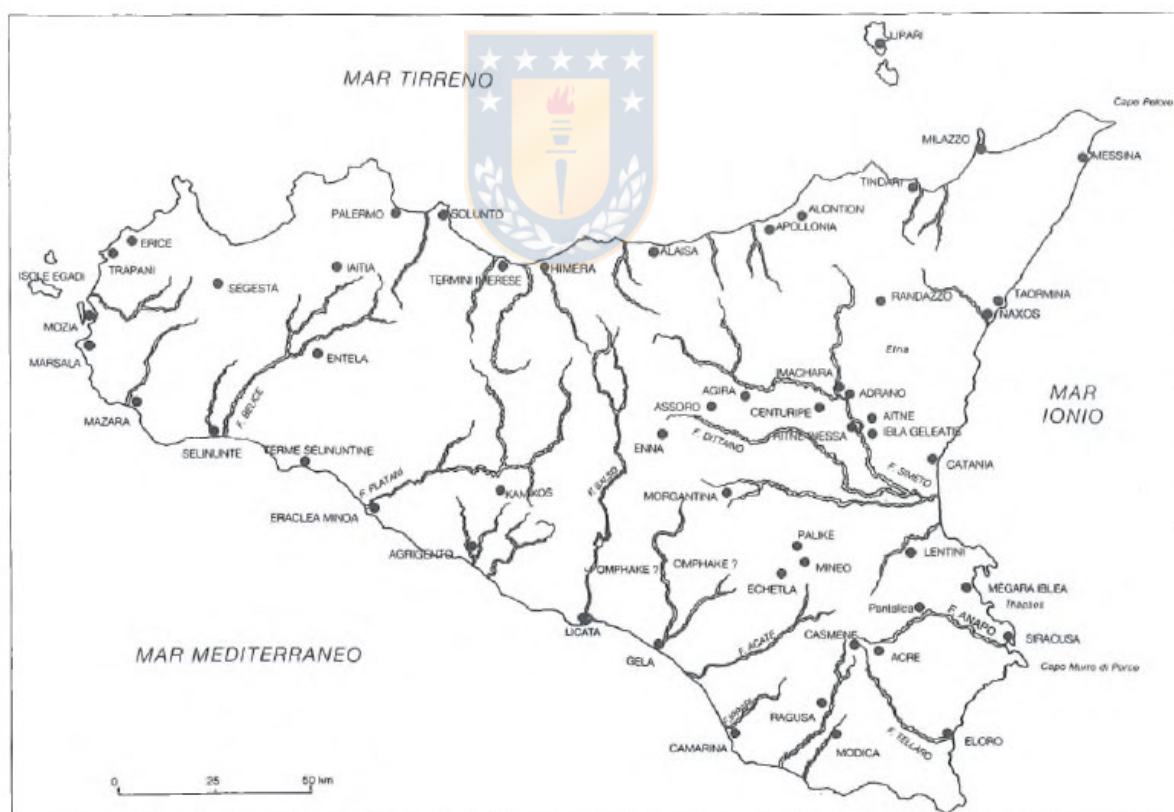 LIPARI
MAR TIRRENO
Capo Peloro
MILAZZO
MESSINA
TINDARI
PALERMO
SOLUNTO
ALONTION
APOLLONIA
ERICE
TRAPANI
ISOLE EGADI
SEGESTA
IAITIA
TERMINI IMERESE
HIMERA
ALAISA
RANDAZZO
TAORMINA
NAXOS
MOZIA
MARSALA
ENTELA
Etna
IMACHARA
AGIRA
ADRANO
MAR
IONIO
MAZARA
F. BELICE
ASSORO
CENTURIPE
AITNE
IBLA GELEATIS
SELINUNTE
TERME SELINUNTINE
ENNA
F. DITTAINO
CATANIA
F. SIMETO
F. PLATANI
KAMIKOS
F. SALSO
MORGANTINA
ERACLEA MINOA
AGRIGENTO
OMPHAKE ?
OMPHAKE ?
PALIKE
MINEO
ECHETLA
LENTINI
MEGARA IBLEA
Thapsos
Pantalica
F. ANAPO
LICATA
SIRACUSA
MAR MEDITERRANEO
GELA
F. ACATE
CASMENE
ACRE
Capo Murro di Porco
RAGUSA
CAMARINA
MODICA
F. TELLARO
ELORO
0 25 50 km